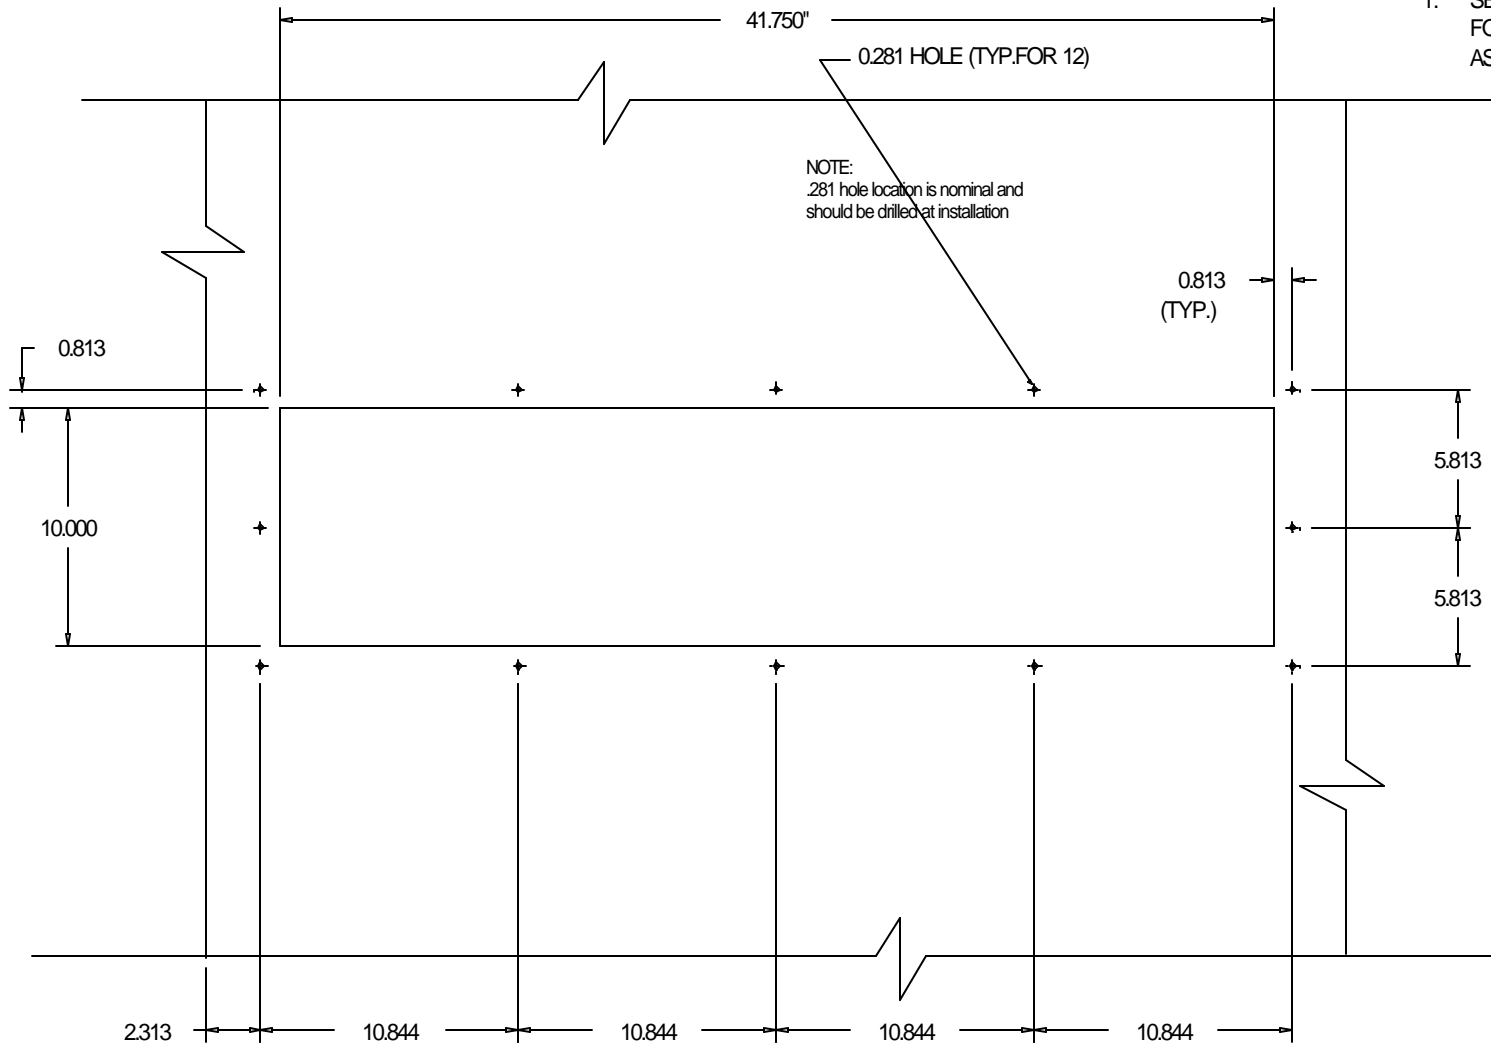 41.750"
1.
0.281 HOLE (TYP.FOR 12)
NOTE:
.281 hole location is nominal and
should be drilled at installation
0.813
(TYP.)
0.813
5.813
10.000
5.813
2.313 10.844 10.844 10.844 10.844